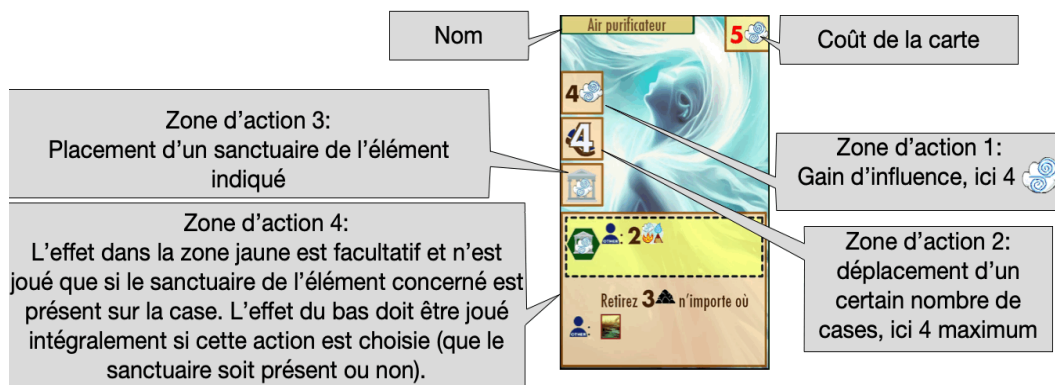 Nom
Air purificateur
5
Coût de la carte
4
4
Zone d'action 3:
Placement d'un sanctuaire de l'élément
indiqué
Zone d'action 1:
Gain d'influence, ici 4
Zone d'action 4:
L'effet dans la zone jaune est facultatif et n'est
joué que si le sanctuaire de l'élément concerné est
présent sur la case. L'effet du bas doit être joué
intégralement si cette action est choisie (que le
sanctuaire soit présent ou non).
: 2
Retirez 3 n'importe où
:
Zone d'action 2:
déplacement d'un
certain nombre de
cases, ici 4 maximum